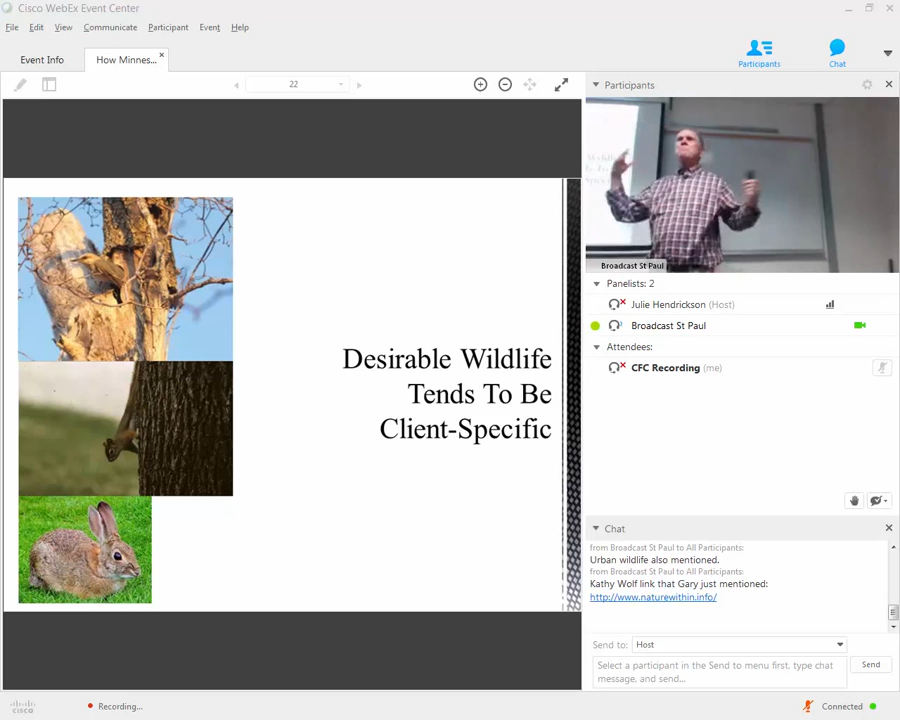 Cisco WebEx Event Center
File Edit View Communicate Participant Event Help
Event Info
How Minnes...
Participants
Chat
22
Participants
Broadcast St Paul
Panelists: 2
Julie Hendrickson (Host)
Broadcast St Paul
Attendees:
CFC Recording (me)
Desirable Wildlife
Tends To Be
Client-Specific
Chat
from Broadcast St Paul to All Participants:
Urban wildlife also mentioned.
from Broadcast St Paul to All Participants:
Kathy Wolf link that Gary just mentioned:
http://www.naturewithin.info/
Send to: Host
Select a participant in the Send to menu first, type chat
message, and send...
Send
cisco
Recording...
Connected